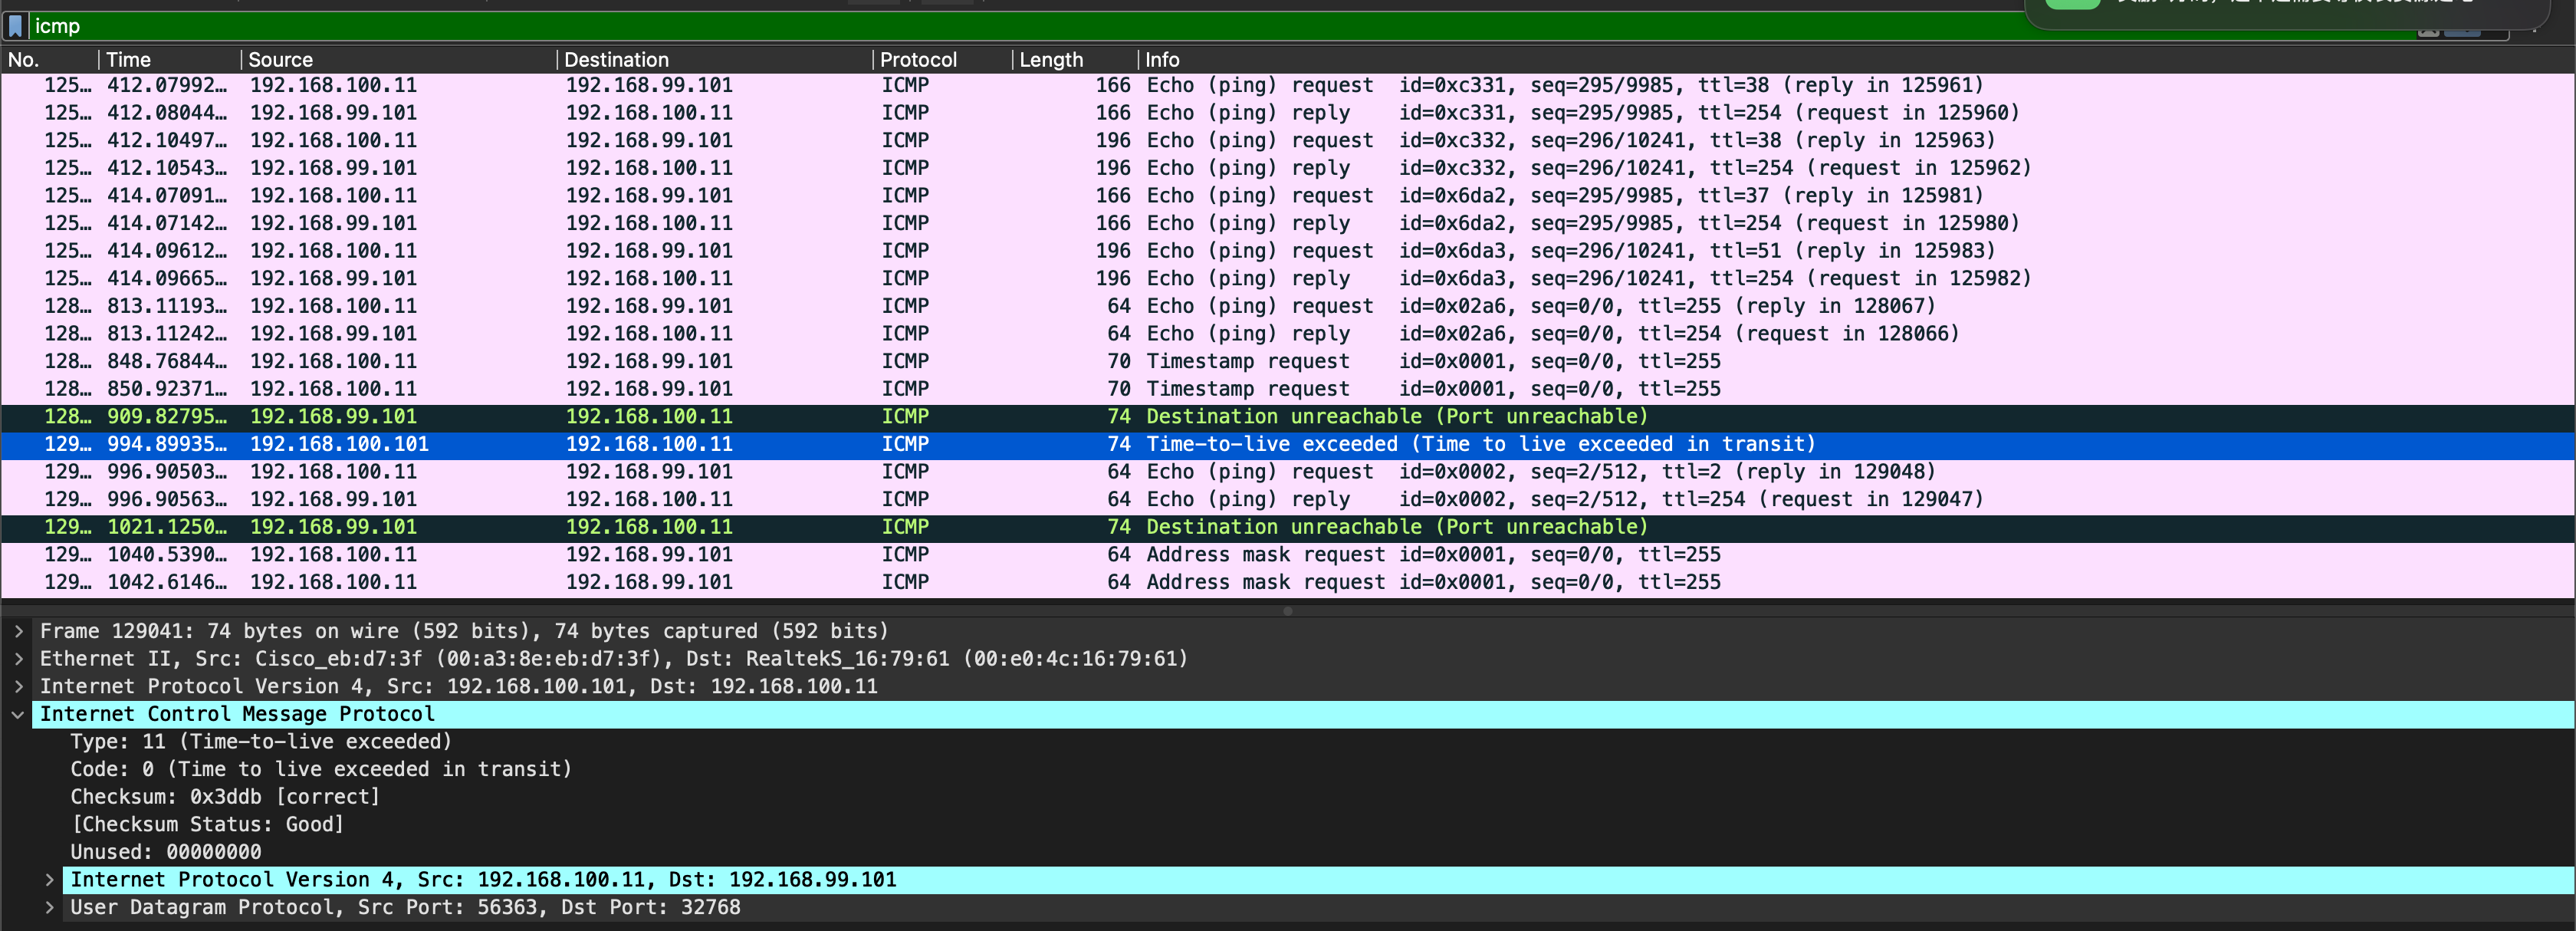 icmp
No. Time Source Destination Protocol Length Info
125… 412.07992… 192.168.100.11 192.168.99.101 ICMP 166 Echo (ping) request id=0xc331, seq=295/9985, ttl=38 (reply in 125961)
125… 412.08044… 192.168.99.101 192.168.100.11 ICMP 166 Echo (ping) reply id=0xc331, seq=295/9985, ttl=254 (request in 125960)
125… 412.10497… 192.168.100.11 192.168.99.101 ICMP 196 Echo (ping) request id=0xc332, seq=296/10241, ttl=38 (reply in 125963)
125… 412.10543… 192.168.99.101 192.168.100.11 ICMP 196 Echo (ping) reply id=0xc332, seq=296/10241, ttl=254 (request in 125962)
125… 414.07091… 192.168.100.11 192.168.99.101 ICMP 166 Echo (ping) request id=0x6da2, seq=295/9985, ttl=37 (reply in 125981)
125… 414.07142… 192.168.99.101 192.168.100.11 ICMP 166 Echo (ping) reply id=0x6da2, seq=295/9985, ttl=254 (request in 125980)
125… 414.09612… 192.168.100.11 192.168.99.101 ICMP 196 Echo (ping) request id=0x6da3, seq=296/10241, ttl=51 (reply in 125983)
125… 414.09665… 192.168.99.101 192.168.100.11 ICMP 196 Echo (ping) reply id=0x6da3, seq=296/10241, ttl=254 (request in 125982)
128… 813.11193… 192.168.100.11 192.168.99.101 ICMP 64 Echo (ping) request id=0x02a6, seq=0/0, ttl=255 (reply in 128067)
128… 813.11242… 192.168.99.101 192.168.100.11 ICMP 64 Echo (ping) reply id=0x02a6, seq=0/0, ttl=254 (request in 128066)
128… 848.76844… 192.168.100.11 192.168.99.101 ICMP 70 Timestamp request id=0x0001, seq=0/0, ttl=255
128… 850.92371… 192.168.100.11 192.168.99.101 ICMP 70 Timestamp request id=0x0001, seq=0/0, ttl=255
128… 909.82795… 192.168.99.101 192.168.100.11 ICMP 74 Destination unreachable (Port unreachable)
129… 994.89935… 192.168.100.101 192.168.100.11 ICMP 74 Time-to-live exceeded (Time to live exceeded in transit)
129… 996.90503… 192.168.100.11 192.168.99.101 ICMP 64 Echo (ping) request id=0x0002, seq=2/512, ttl=2 (reply in 129048)
129… 996.90563… 192.168.99.101 192.168.100.11 ICMP 64 Echo (ping) reply id=0x0002, seq=2/512, ttl=254 (request in 129047)
129… 1021.1250… 192.168.99.101 192.168.100.11 ICMP 74 Destination unreachable (Port unreachable)
129… 1040.5390… 192.168.100.11 192.168.99.101 ICMP 64 Address mask request id=0x0001, seq=0/0, ttl=255
129… 1042.6146… 192.168.100.11 192.168.99.101 ICMP 64 Address mask request id=0x0001, seq=0/0, ttl=255
Frame 129041: 74 bytes on wire (592 bits), 74 bytes captured (592 bits)
Ethernet II, Src: Cisco_eb:d7:3f (00:a3:8e:eb:d7:3f), Dst: RealtekS_16:79:61 (00:e0:4c:16:79:61)
Internet Protocol Version 4, Src: 192.168.100.101, Dst: 192.168.100.11
Internet Control Message Protocol
Type: 11 (Time-to-live exceeded)
Code: 0 (Time to live exceeded in transit)
Checksum: 0x3ddb [correct]
[Checksum Status: Good]
Unused: 00000000
Internet Protocol Version 4, Src: 192.168.100.11, Dst: 192.168.99.101
User Datagram Protocol, Src Port: 56363, Dst Port: 32768